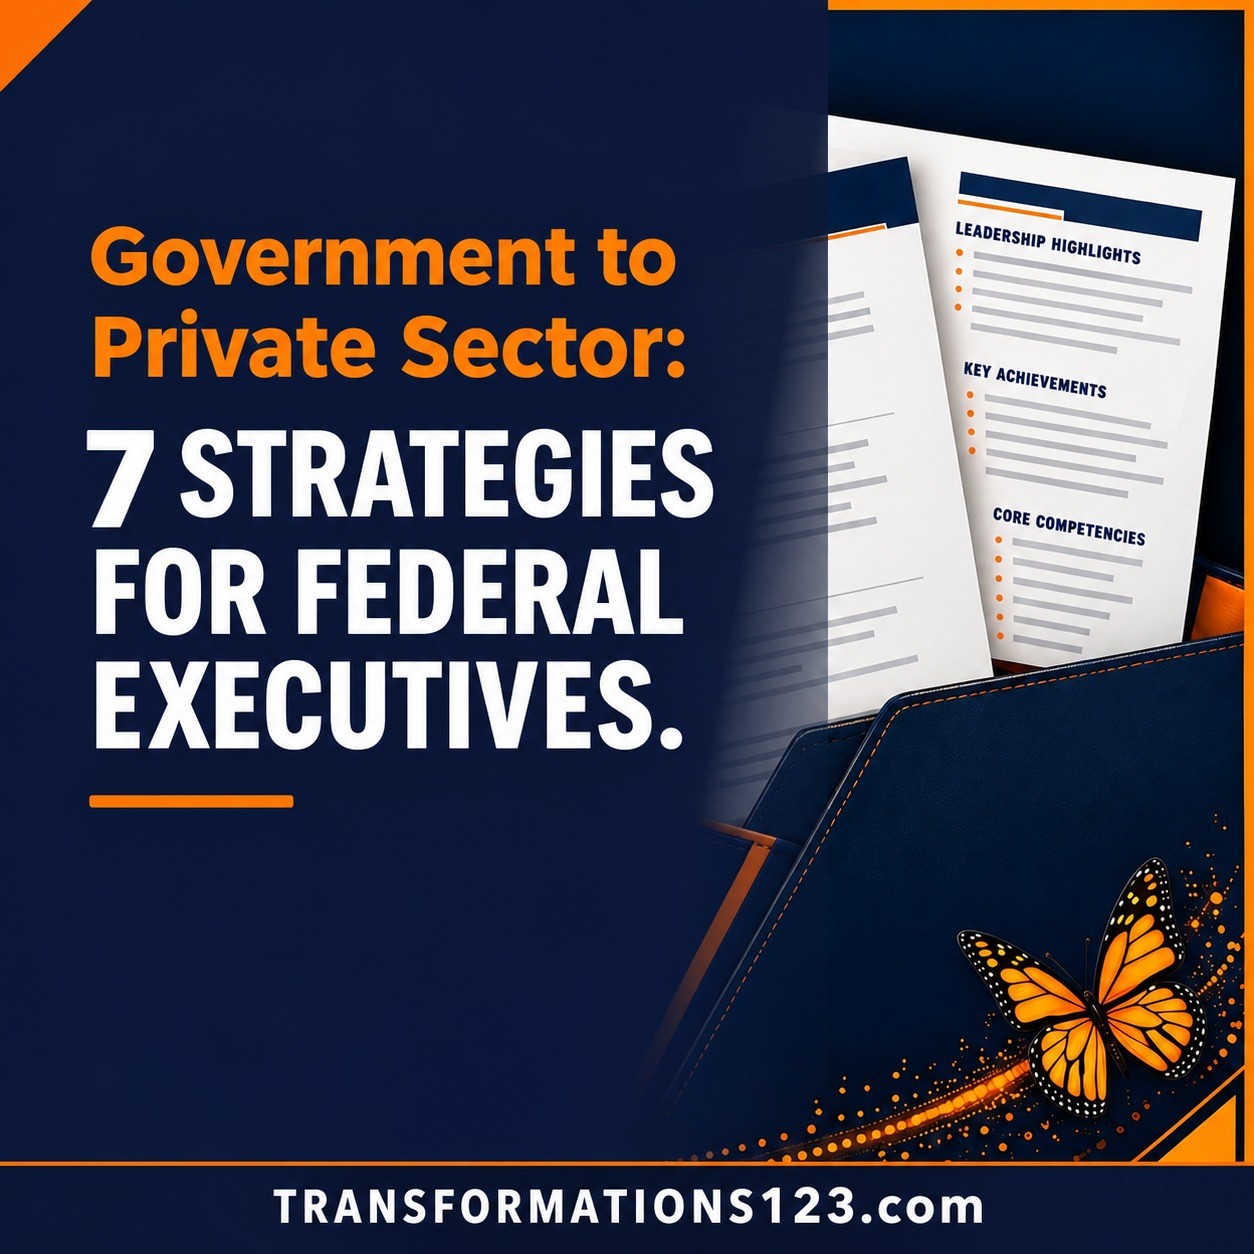 Government to
Private Sector:
7 STRATEGIES
FOR FEDERAL
EXECUTIVES.
LEADERSHIP HIGHLIGHTS
KEY ACHIEVEMENTS
CORE COMPETENCIES
TRANSFORMATIONS123.com